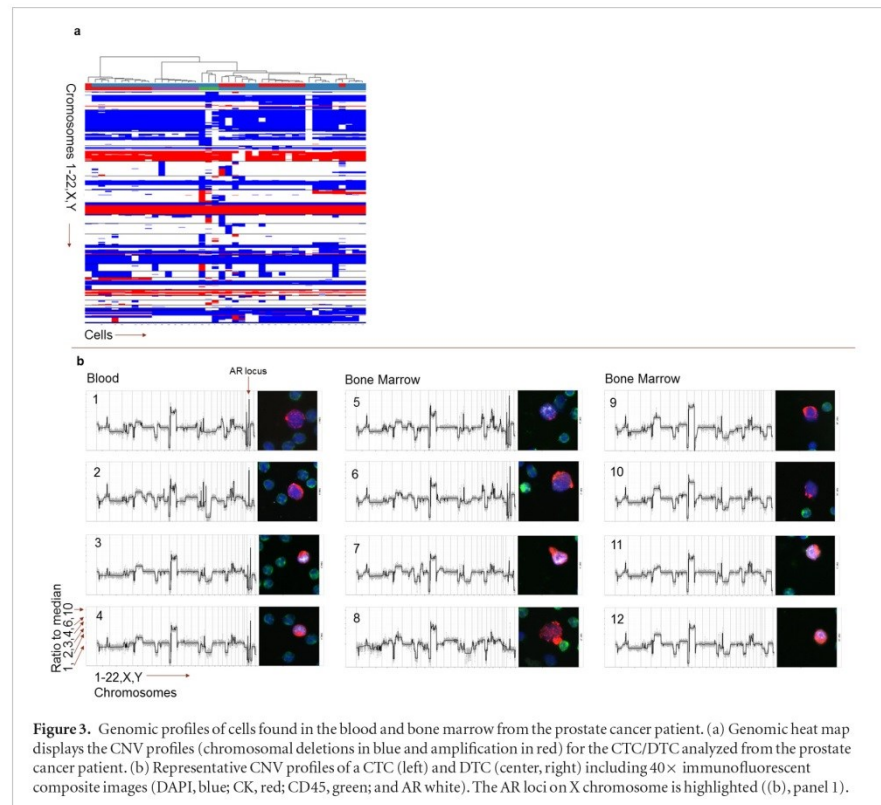 a
Cromosomes 1-22,X,Y
Cells
b
Blood
AR locus
Bone Marrow
Bone Marrow
1
5
9
2
6
10
3
7
11
4
8
12
Ratio to median
1, 2, 3, 4, 6, 10
1-22,X,Y
Chromosomes
Figure 3. Genomic profiles of cells found in the blood and bone marrow from the prostate cancer patient. (a) Genomic heat map
displays the CNV profiles (chromosomal deletions in blue and amplification in red) for the CTC/DTC analyzed from the prostate
cancer patient. (b) Representative CNV profiles of a CTC (left) and DTC (center, right) including 40× immunofluorescent
composite images (DAPI, blue; CK, red; CD45, green; and AR white). The AR loci on X chromosome is highlighted ((b), panel 1).